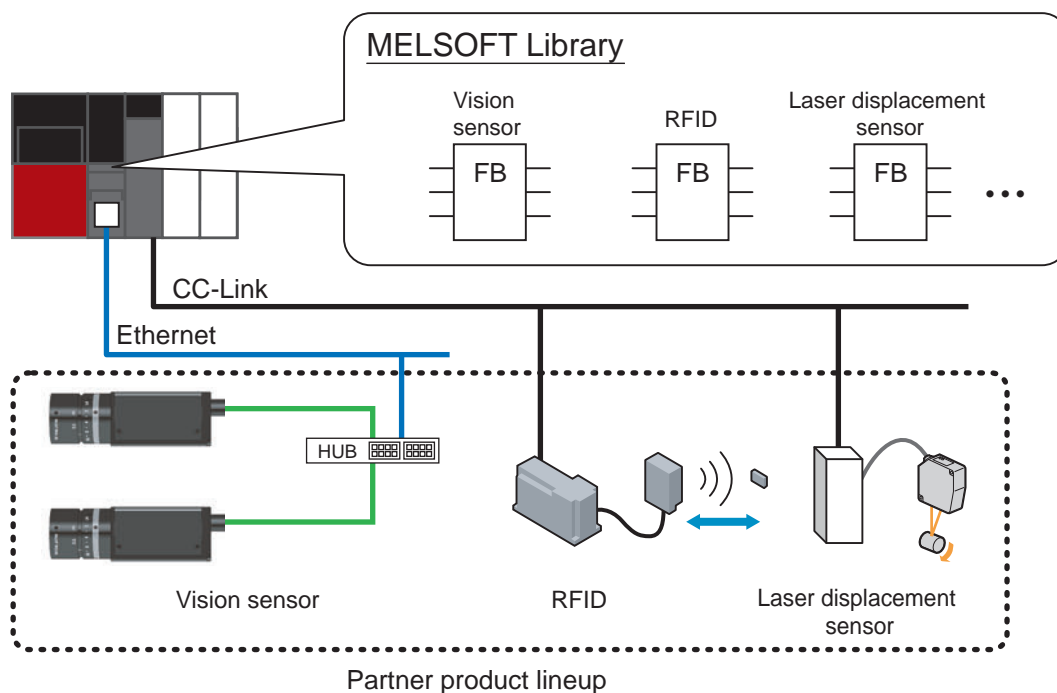 MELSOFT Library
Vision
sensor
RFID
Laser displacement
sensor
FB
FB
FB
CC-Link
Ethernet
HUB
Vision sensor
RFID
Laser displacement
sensor
Partner product lineup